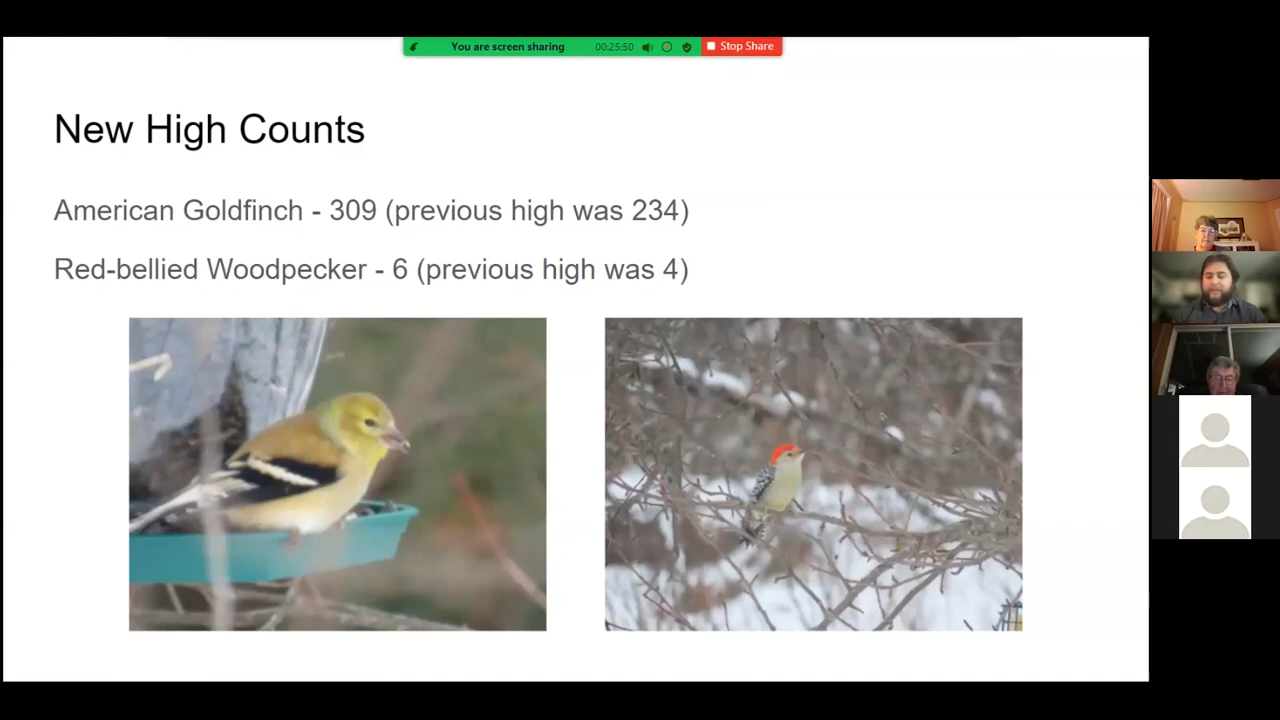 You are screen sharing
00:25:50
Stop Share
New High Counts
American Goldfinch - 309 (previous high was 234)
Red-bellied Woodpecker - 6 (previous high was 4)